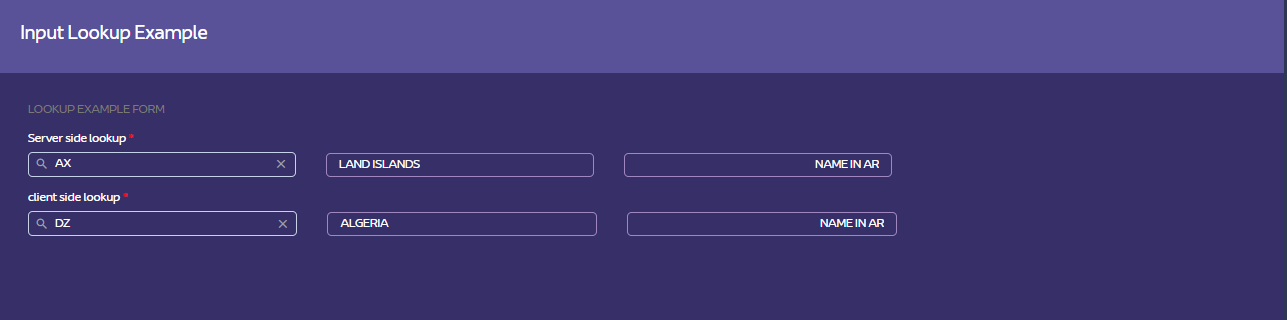 Input Lookup Example
LOOKUP EXAMPLE FORM
Server side lookup *
AX LAND ISLANDS NAME IN AR
client side lookup *
DZ ALGERIA NAME IN AR